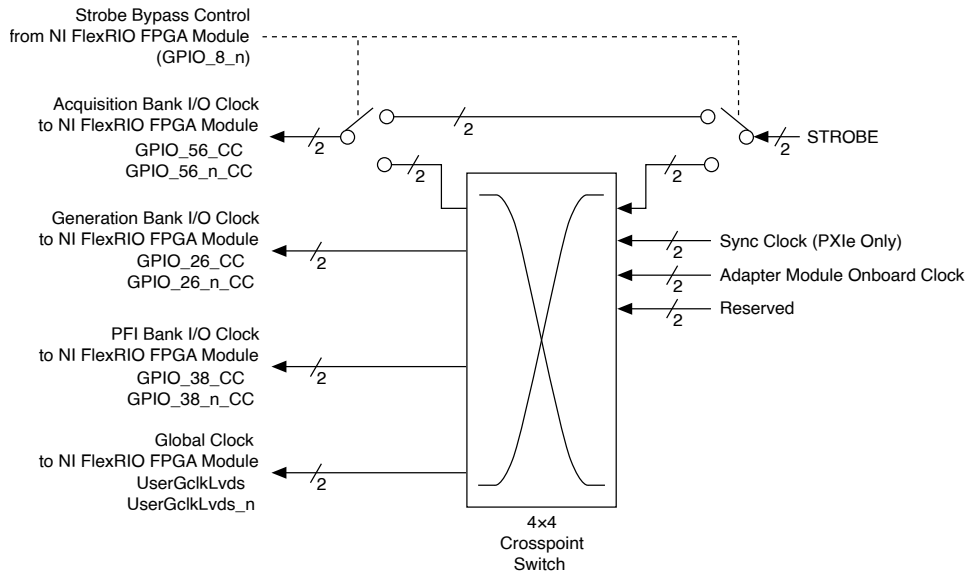 Strobe Bypass Control
from NI FlexRIO FPGA Module
(GPIO_8_n)
Acquisition Bank I/O Clock
to NI FlexRIO FPGA Module
GPIO_56_CC
GPIO_56_n_CC
2
2
2
STROBE
2
2
Generation Bank I/O Clock
to NI FlexRIO FPGA Module
GPIO_26_CC
GPIO_26_n_CC
2
2
Sync Clock (PXIe Only)
2
Adapter Module Onboard Clock
2
Reserved
PFI Bank I/O Clock
to NI FlexRIO FPGA Module
GPIO_38_CC
GPIO_38_n_CC
2
Global Clock
to NI FlexRIO FPGA Module
UserGclkLvds
UserGclkLvds_n
2
4×4
Crosspoint
Switch